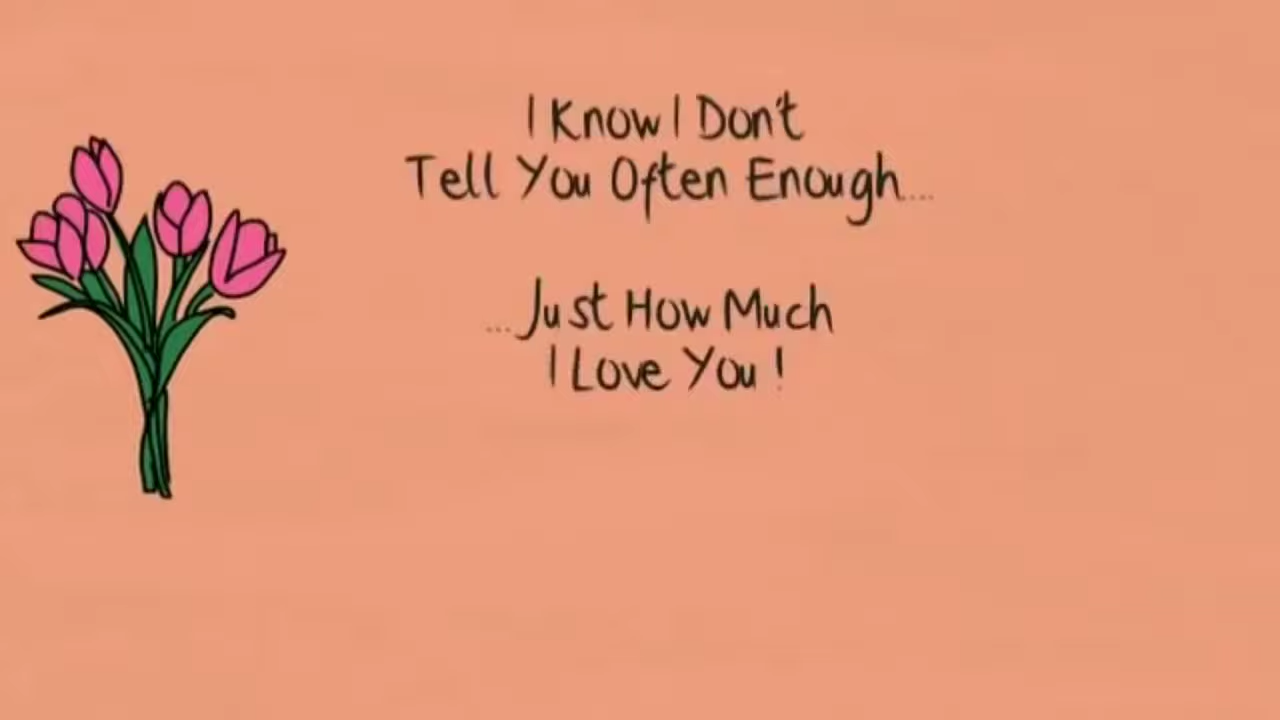 I Know I Don't
Tell You Often Enough....
...Just How Much
I Love You !